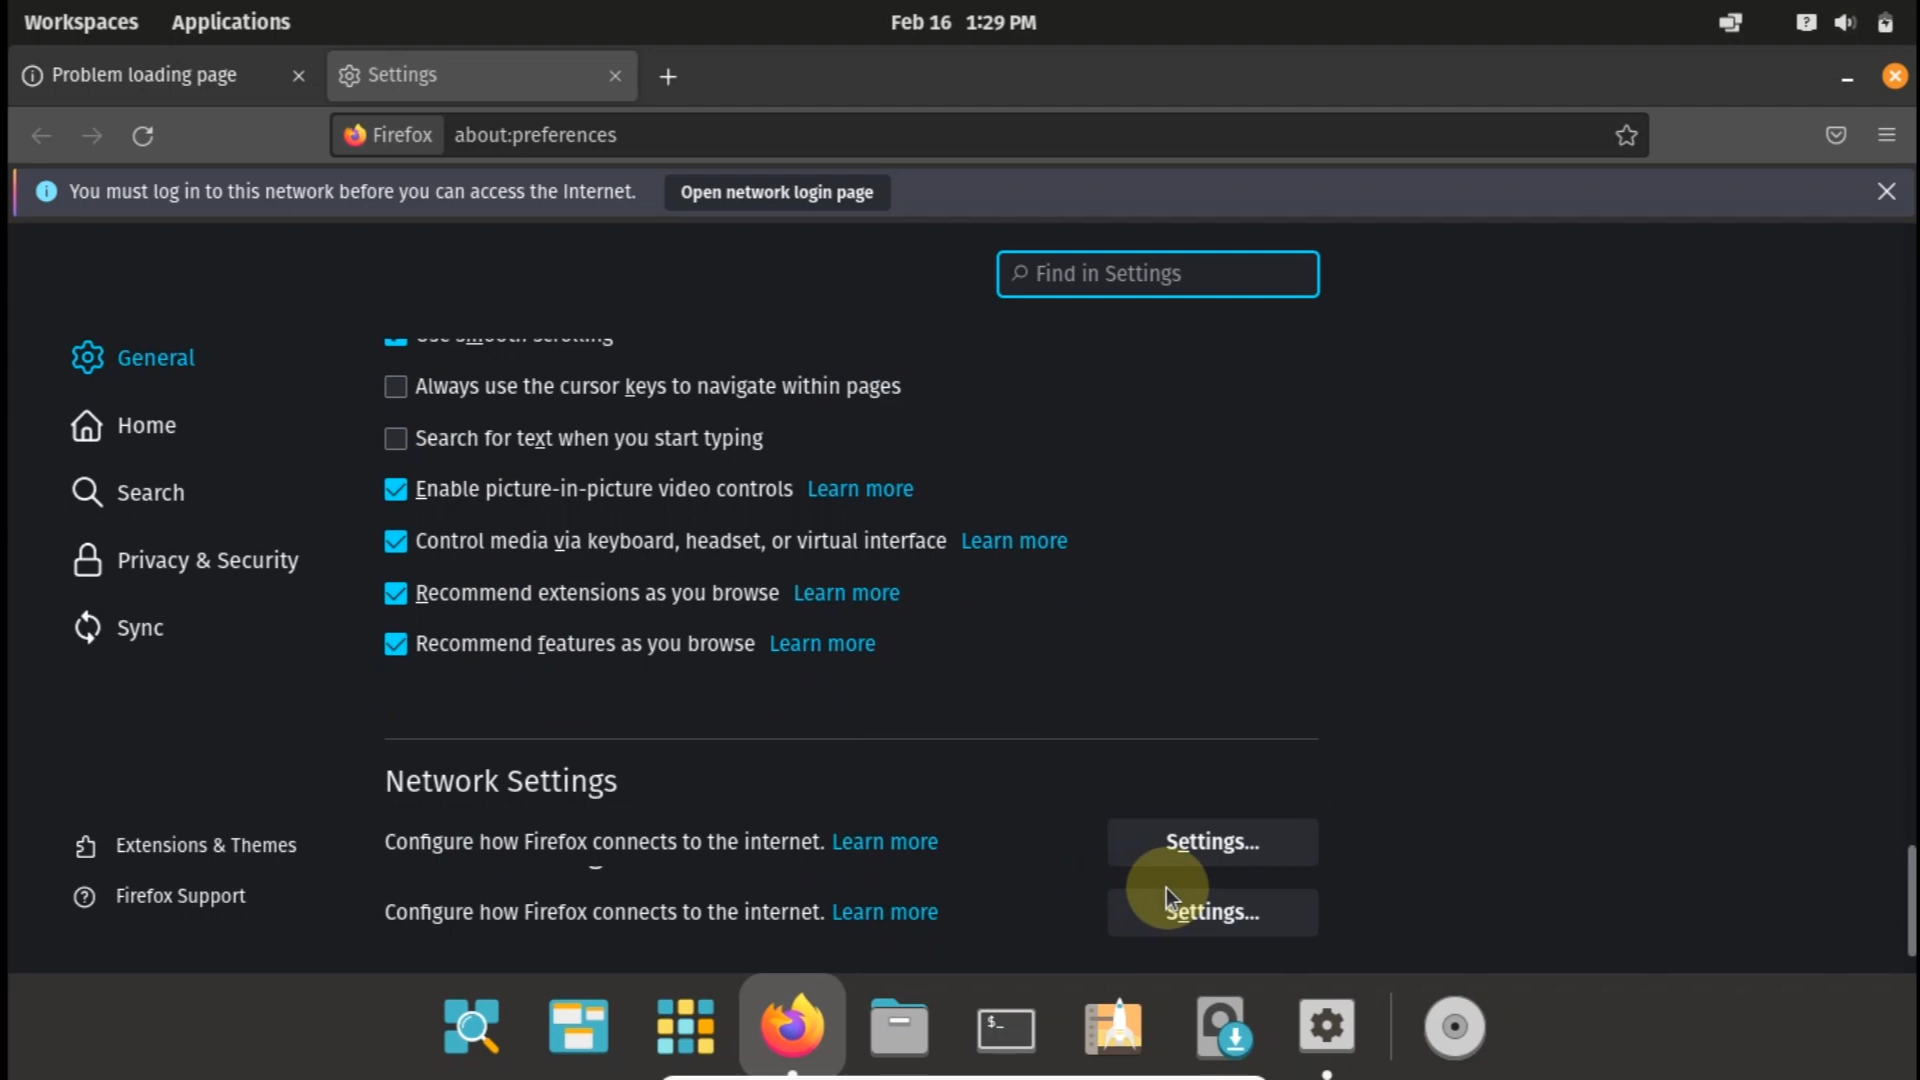 Workspaces Applications Feb 16 1:29 PM
Problem loading page Settings
Firefox about:preferences
You must log in to this network before you can access the Internet. Open network login page
Find in Settings
General
Home
Search
Privacy & Security
Sync
Extensions & Themes
Firefox Support
Use smooth scrolling
Always use the cursor keys to navigate within pages
Search for text when you start typing
Enable picture-in-picture video controls Learn more
Control media via keyboard, headset, or virtual interface Learn more
Recommend extensions as you browse Learn more
Recommend features as you browse Learn more
Network Settings
Configure how Firefox connects to the internet. Learn more Settings...
Configure how Firefox connects to the internet. Learn more Settings...